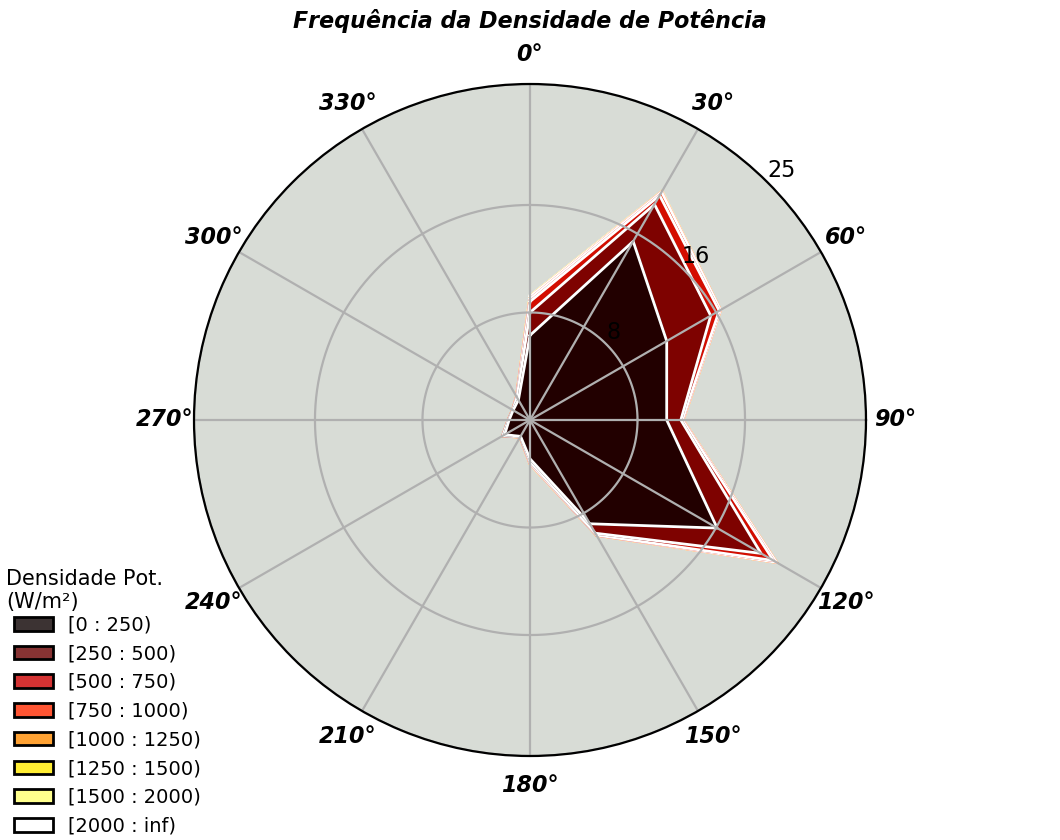 Frequência da Densidade de Potência
0°
30°
60°
90°
120°
150°
180°
210°
240°
270°
300°
330°
8
16
25
Densidade Pot.
(W/m²)
[0 : 250)
[250 : 500)
[500 : 750)
[750 : 1000)
[1000 : 1250)
[1250 : 1500)
[1500 : 2000)
[2000 : inf)